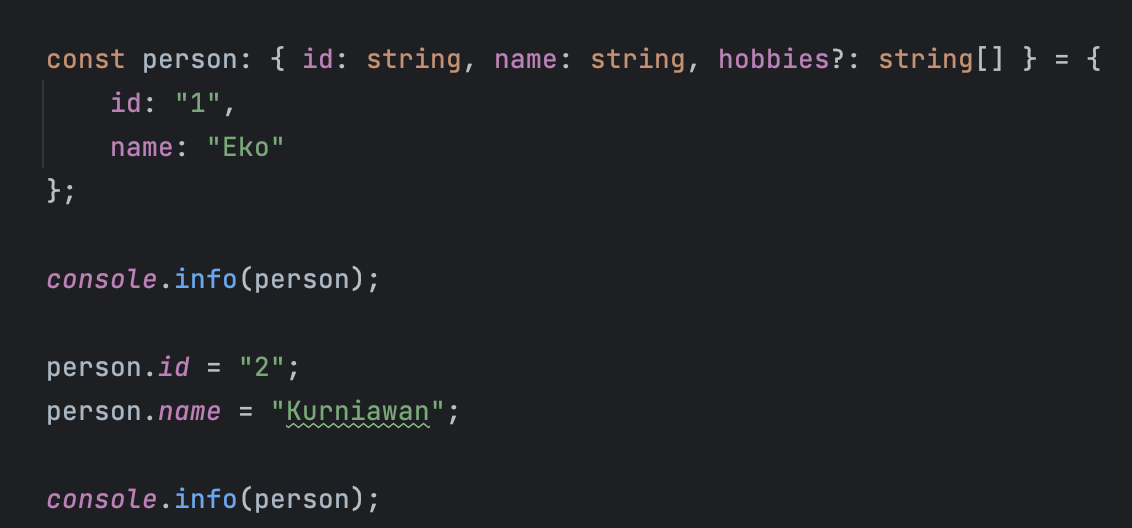 const person: { id: string, name: string, hobbies?: string[] } = {
    id: "1",
    name: "Eko"
};
console.info(person);
person.id = "2";
person.name = "Kurniawan";
console.info(person);